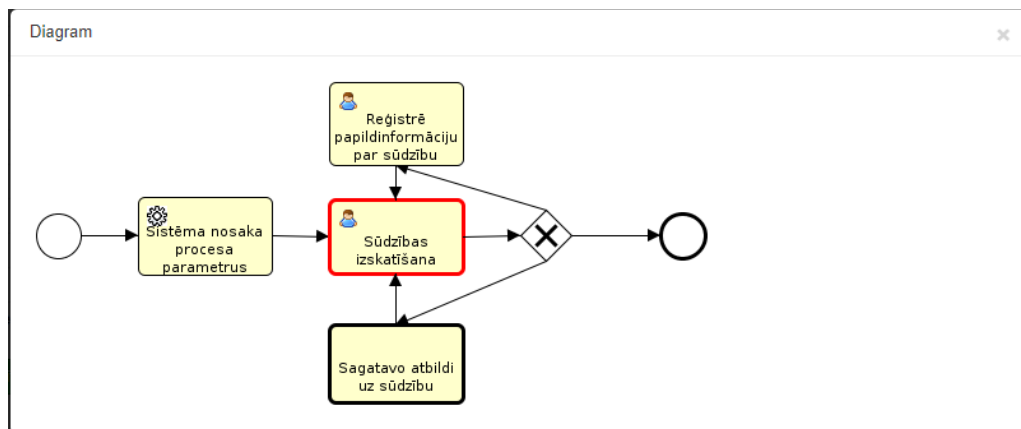 Diagram
×
Reģistrē
papildinformāciju
par sūdzību
Sistēma nosaka
procesa
parametrus
Sūdzības
izskatīšana
Sagatavo atbildi
uz sūdzību